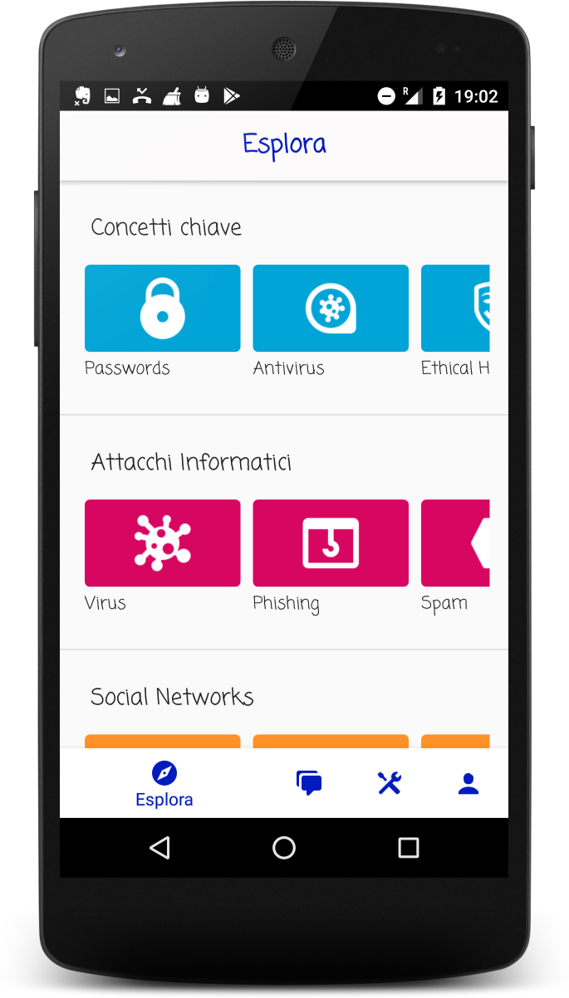 R
19:02
Esplora
Concetti chiave
Passwords
Antivirus
Ethical H
Attacchi Informatici
Virus
Phishing
Spam
Social Networks
Esplora